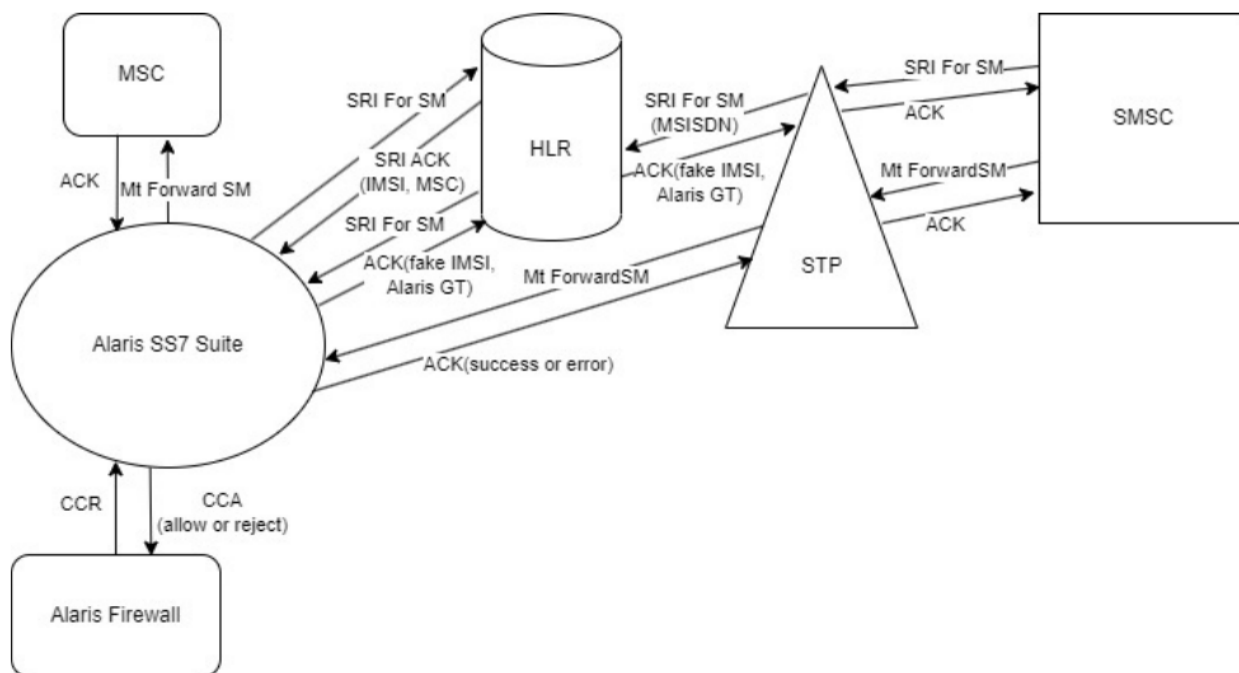 MSC
SRI For SM
SRI For SM
SRI For SM
(MSISDN)
ACK
HLR
SMSC
SRI ACK
(IMSI, MSC)
ACK(fake IMSI,
Alaris GT)
Mt ForwardSM
ACK
Mt Forward SM
SRI For SM
ACK
ACK(fake IMSI,
Alaris GT)
Mt ForwardSM
STP
Alaris SS7 Suite
ACK(success or error)
CCR
CCA
(allow or reject)
Alaris Firewall